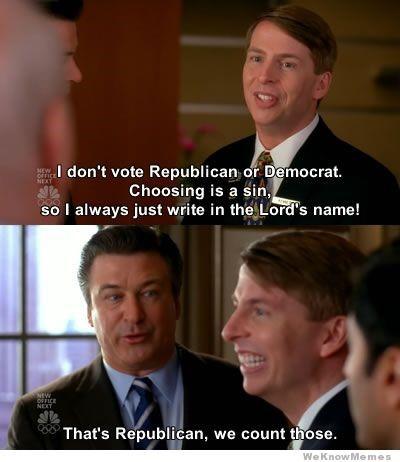 I don't vote Republican or Democrat.
Choosing is a sin,
so I always just write in the Lord's name!
NEW
OFFICE
NEXT
That's Republican, we count those.
NEW
OFFICE
NEXT
WeKnowMemes